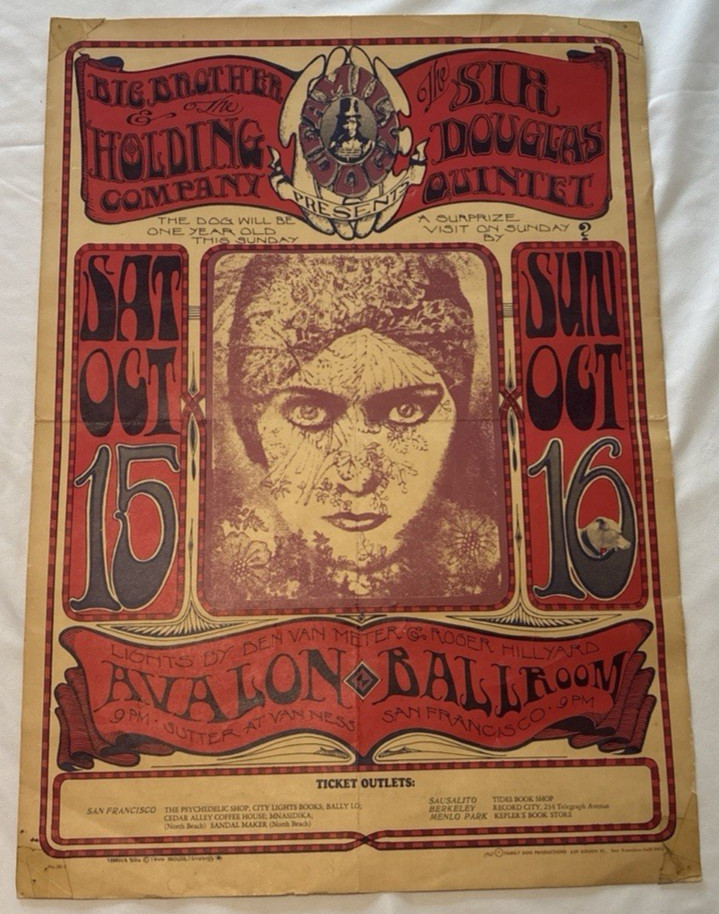 BIG BROTHER
& The
HOLDING
COMPANY
FAMILY DOG
PRESENTS
The SIR
DOUGLAS
QUINTET
THE DOG WILL BE
ONE YEAR OLD
THIS SUNDAY
A SURPRIZE
VISIT ON SUNDAY
BY ?
SAT
OCT
15
SUN
OCT
16
LIGHTS BY BEN VAN METER & ROGER HILLYARD
AVALON BALLROOM
9 PM · SUTTER AT VAN NESS SAN FRANCISCO · 9 PM
TICKET OUTLETS:
SAN FRANCISCO THE PSYCHEDELIC SHOP; CITY LIGHTS BOOKS; BALLY LO;
CEDAR ALLEY COFFEE HOUSE; MNASIDIKA;
(North Beach) SANDAL MAKER (North Beach)
SAUSALITO TIDES BOOK SHOP
BERKELEY RECORD CITY, 234 Telegraph Avenue
MENLO PARK KEPLER'S BOOK STORE
FAMILY DOG PRODUCTIONS